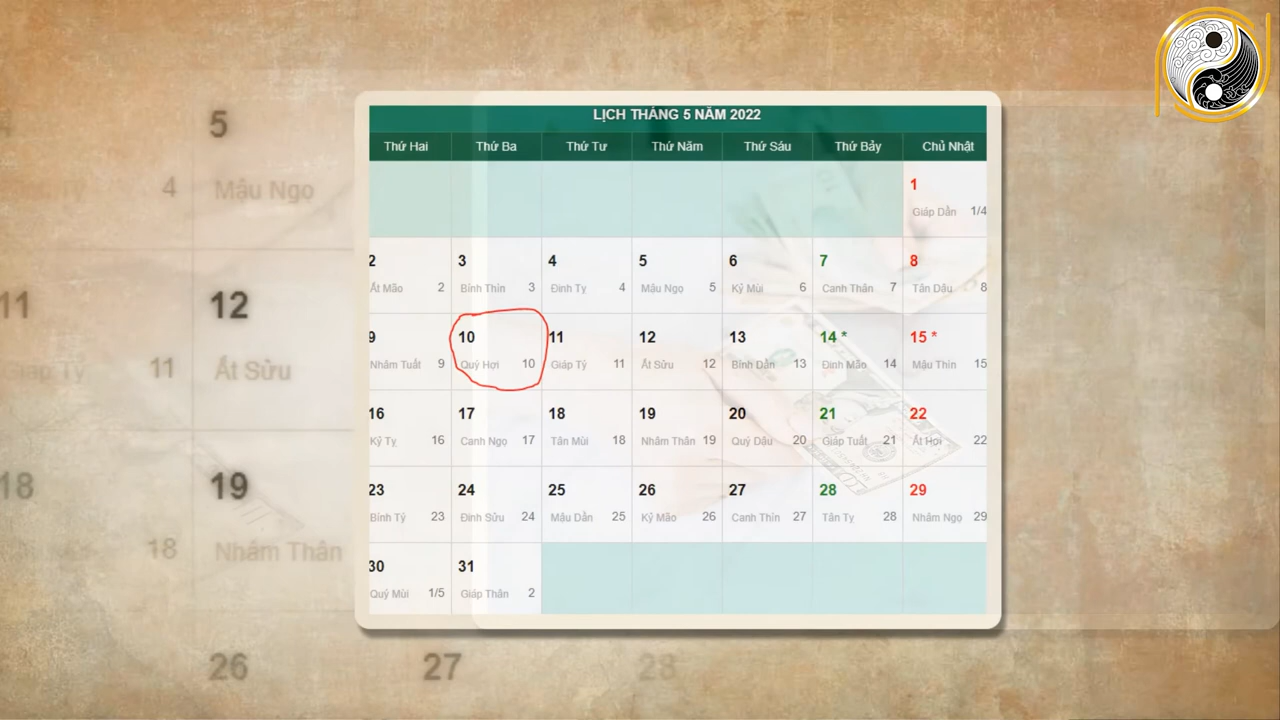 LỊCH THÁNG 5 NĂM 2022
Thứ Hai Thứ Ba Thứ Tư Thứ Năm Thứ Sáu Thứ Bảy Chủ Nhật
1
Giáp Dần 1/4
2 3 4 5 6 7 8
Ất Mão 2 Bính Thìn 3 Đinh Tỵ 4 Mậu Ngọ 5 Kỷ Mùi 6 Canh Thân 7 Tân Dậu 8
9 10 11 12 13 14 * 15 *
Nhâm Tuất 9 Quý Hợi 10 Giáp Tý 11 Ất Sửu 12 Bính Dần 13 Đinh Mão 14 Mậu Thìn 15
16 17 18 19 20 21 22
Kỷ Tỵ 16 Canh Ngọ 17 Tân Mùi 18 Nhâm Thân 19 Quý Dậu 20 Giáp Tuất 21 Ất Hợi 22
23 24 25 26 27 28 29
Bính Tý 23 Đinh Sửu 24 Mậu Dần 25 Kỷ Mão 26 Canh Thìn 27 Tân Tỵ 28 Nhâm Ngọ 29
30 31
Quý Mùi 1/5 Giáp Thân 2
5
4 Mậu Ngọ
11 12
Giáp Tý 11 Ất Sửu
18 19
18 Nhâm Thân
26 27 28